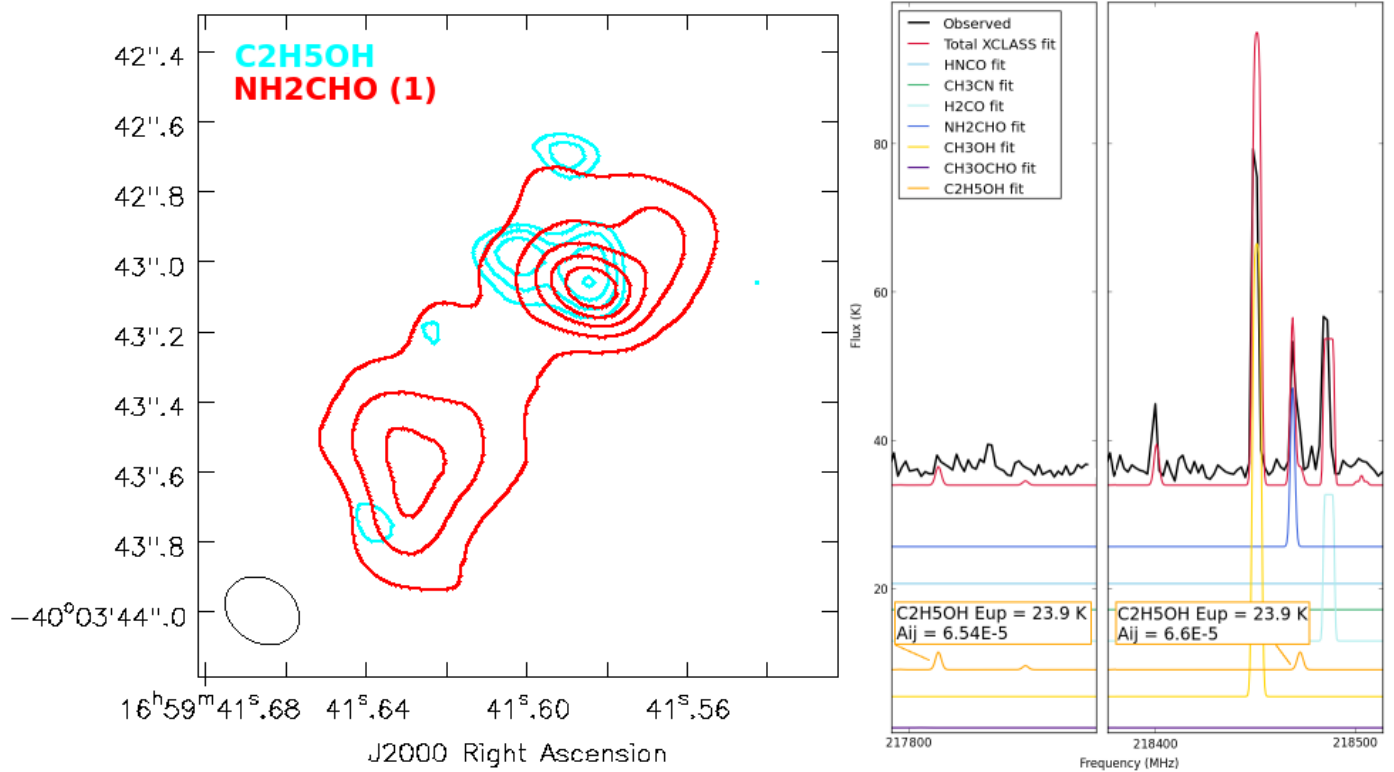 C2H5OH
NH2CHO (1)
42".4
42".6
42".8
43".0
43".2
43".4
43".6
43".8
−40°03'44".0
16h59m41s.68
41s.64
41s.60
41s.56
J2000 Right Ascension
Observed
Total XCLASS fit
HNCO fit
CH3CN fit
H2CO fit
NH2CHO fit
CH3OH fit
CH3OCHO fit
C2H5OH fit
Flux (K)
80
60
40
20
C2H5OH Eup = 23.9 K
Aij = 6.54E-5
C2H5OH Eup = 23.9 K
Aij = 6.6E-5
217800
218400
218500
Frequency (MHz)